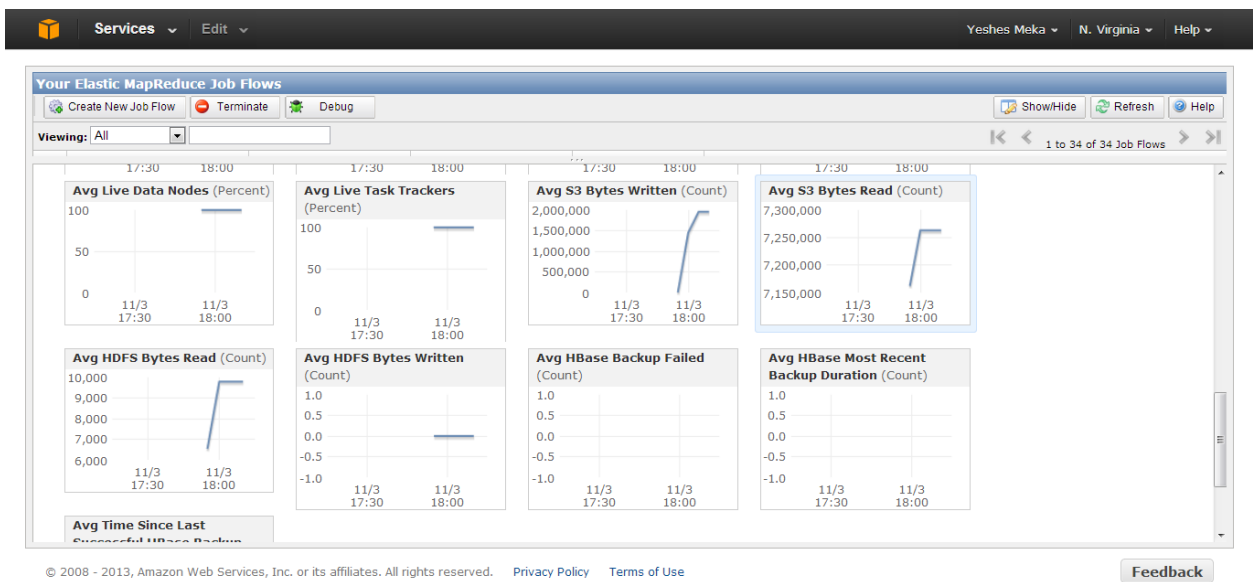 Services Edit Yeshes Meka N. Virginia Help
Your Elastic MapReduce Job Flows
Create New Job Flow Terminate Debug Show/Hide Refresh Help
Viewing: All 1 to 34 of 34 Job Flows
17:30 18:00 17:30 18:00 17:30 18:00 17:30 18:00
Avg Live Data Nodes (Percent)
100
50
0
11/3 11/3
17:30 18:00
Avg Live Task Trackers
(Percent)
100
50
0
11/3 11/3
17:30 18:00
Avg S3 Bytes Written (Count)
2,000,000
1,500,000
1,000,000
500,000
0
11/3 11/3
17:30 18:00
Avg S3 Bytes Read (Count)
7,300,000
7,250,000
7,200,000
7,150,000
11/3 11/3
17:30 18:00
Avg HDFS Bytes Read (Count)
10,000
9,000
8,000
7,000
6,000
11/3 11/3
17:30 18:00
Avg HDFS Bytes Written
(Count)
1.0
0.5
0.0
-0.5
-1.0
11/3 11/3
17:30 18:00
Avg HBase Backup Failed
(Count)
1.0
0.5
0.0
-0.5
-1.0
11/3 11/3
17:30 18:00
Avg HBase Most Recent
Backup Duration (Count)
1.0
0.5
0.0
-0.5
-1.0
11/3 11/3
17:30 18:00
Avg Time Since Last
Successful HBase Backup
© 2008 - 2013, Amazon Web Services, Inc. or its affiliates. All rights reserved. Privacy Policy Terms of Use Feedback